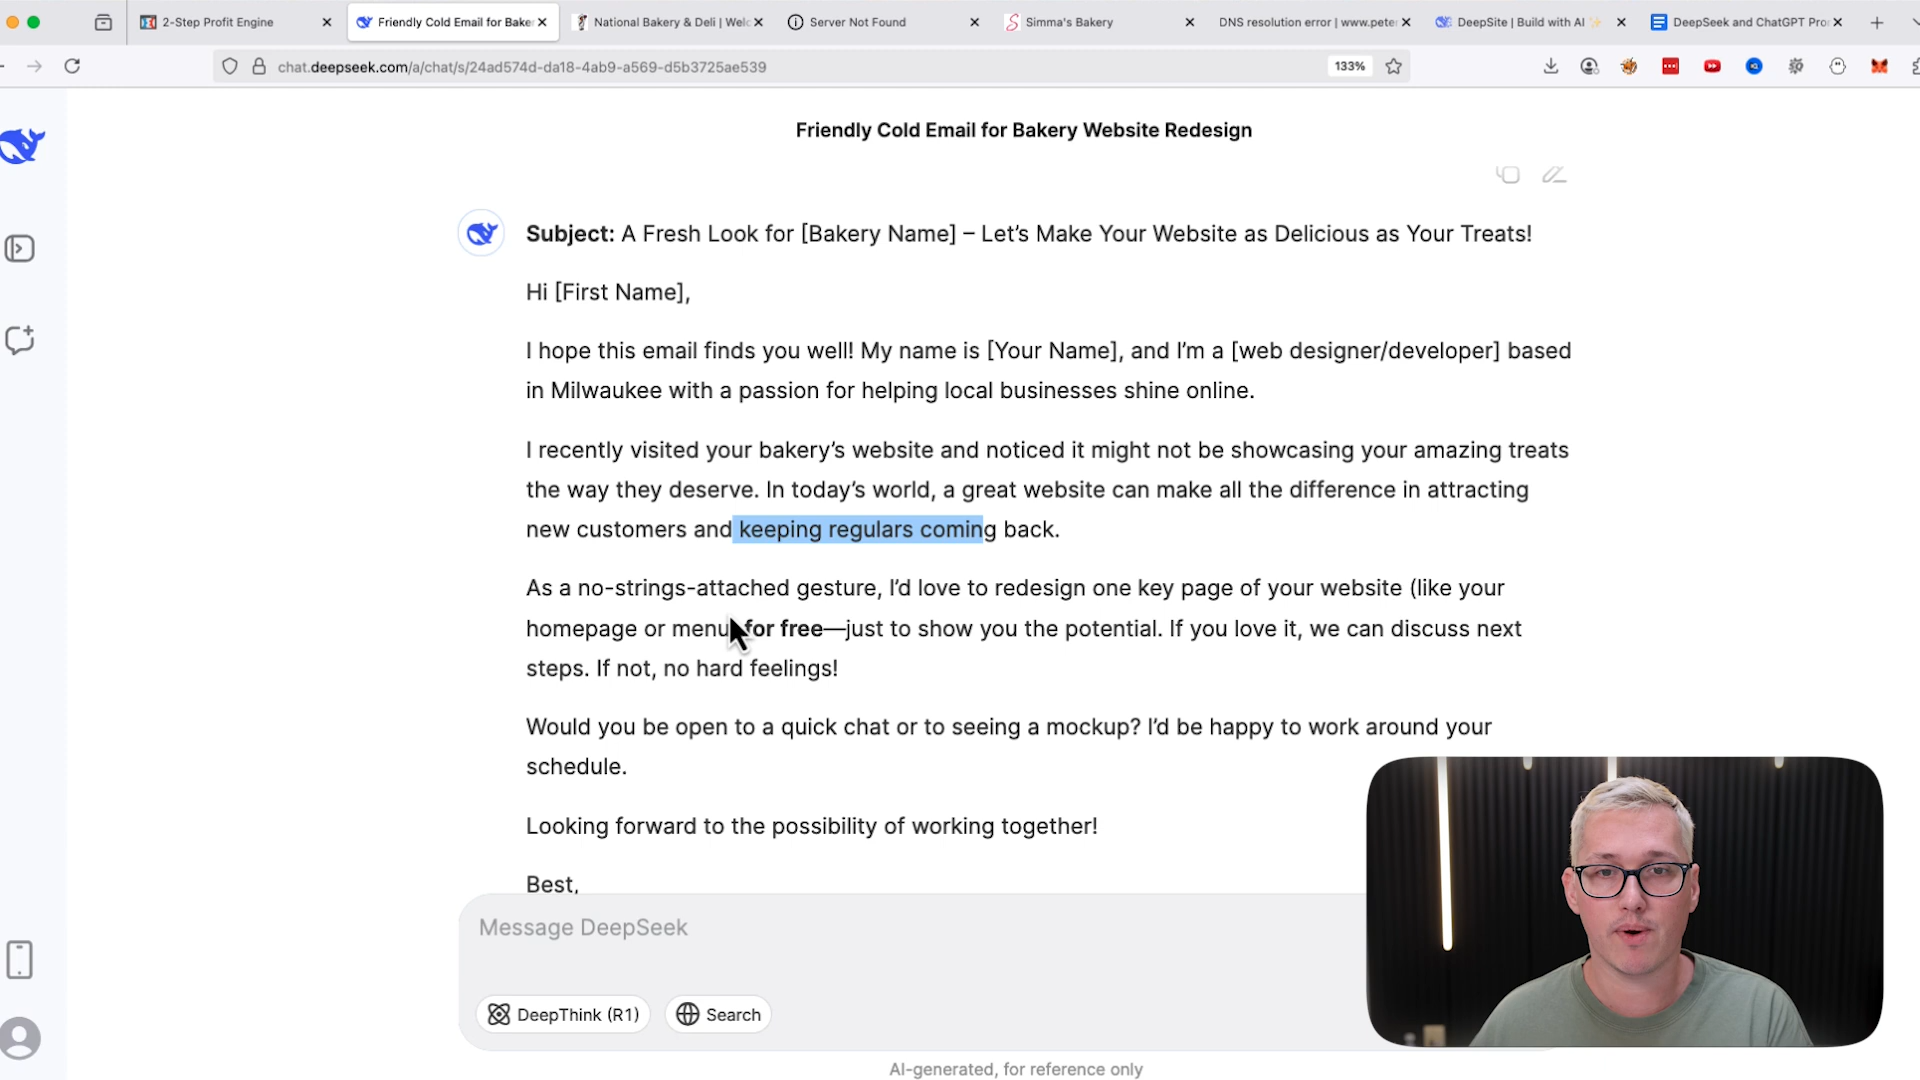 2-Step Profit Engine
Friendly Cold Email for Baker
National Bakery & Deli | Welc
Server Not Found
Simma's Bakery
DNS resolution error | www.peter
DeepSite | Build with AI ✨
DeepSeek and ChatGPT Pro
chat.deepseek.com/a/chat/s/24ad574d-da18-4ab9-a569-d5b3725ae539
133%
Friendly Cold Email for Bakery Website Redesign
Subject: A Fresh Look for [Bakery Name] – Let's Make Your Website as Delicious as Your Treats!
Hi [First Name],
I hope this email finds you well! My name is [Your Name], and I'm a [web designer/developer] based
in Milwaukee with a passion for helping local businesses shine online.
I recently visited your bakery's website and noticed it might not be showcasing your amazing treats
the way they deserve. In today's world, a great website can make all the difference in attracting
new customers and keeping regulars coming back.
As a no-strings-attached gesture, I'd love to redesign one key page of your website (like your
homepage or menu for free—just to show you the potential. If you love it, we can discuss next
steps. If not, no hard feelings!
Would you be open to a quick chat or to seeing a mockup? I'd be happy to work around your
schedule.
Looking forward to the possibility of working together!
Best,
Message DeepSeek
DeepThink (R1)
Search
AI-generated, for reference only